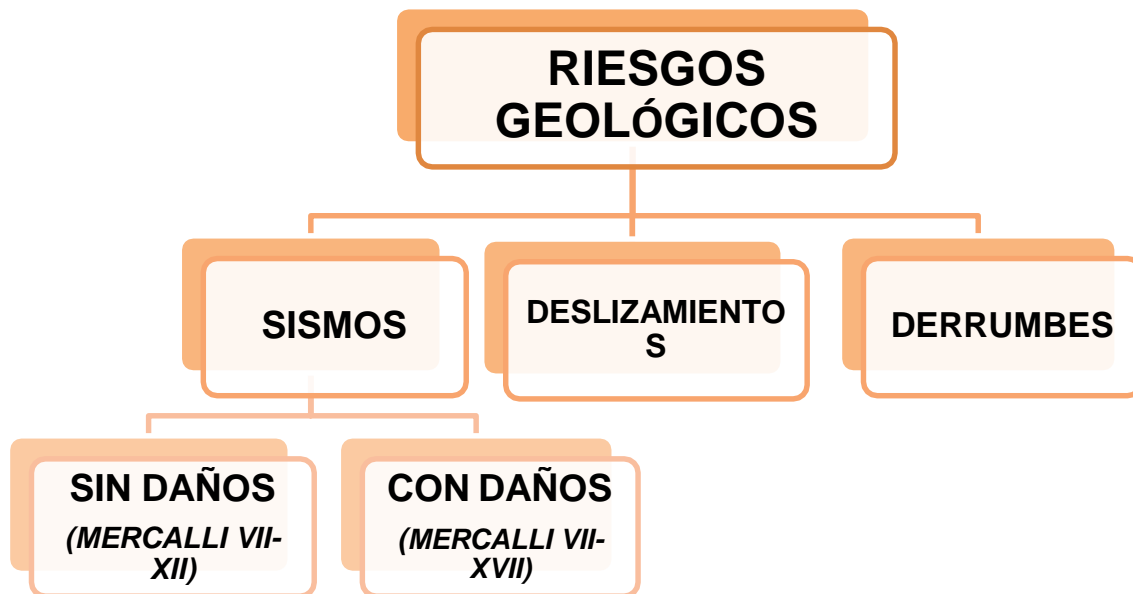 RIESGOS
GEOLÓGICOS
SISMOS
DESLIZAMIENTO
S
DERRUMBES
SIN DAÑOS
(MERCALLI VII-
XII)
CON DAÑOS
(MERCALLI VII-
XVII)